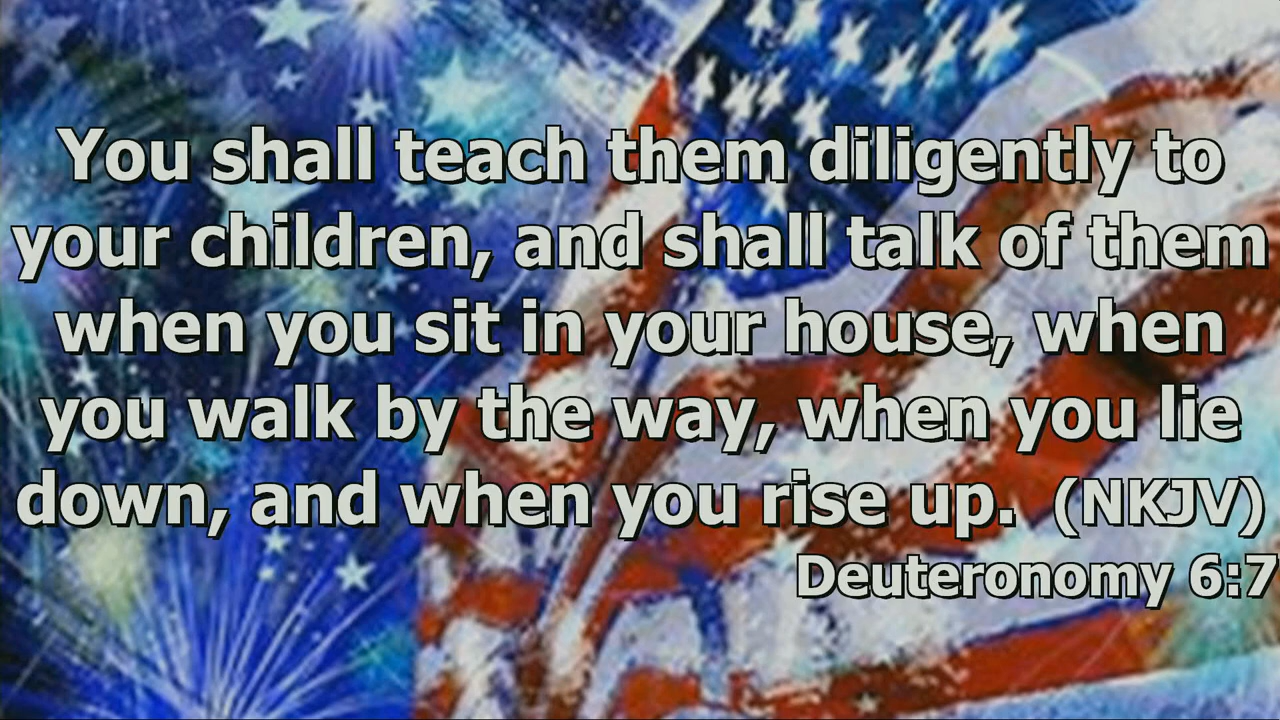 You shall teach them diligently to
your children, and shall talk of them
when you sit in your house, when
you walk by the way, when you lie
down, and when you rise up. (NKJV)
Deuteronomy 6:7